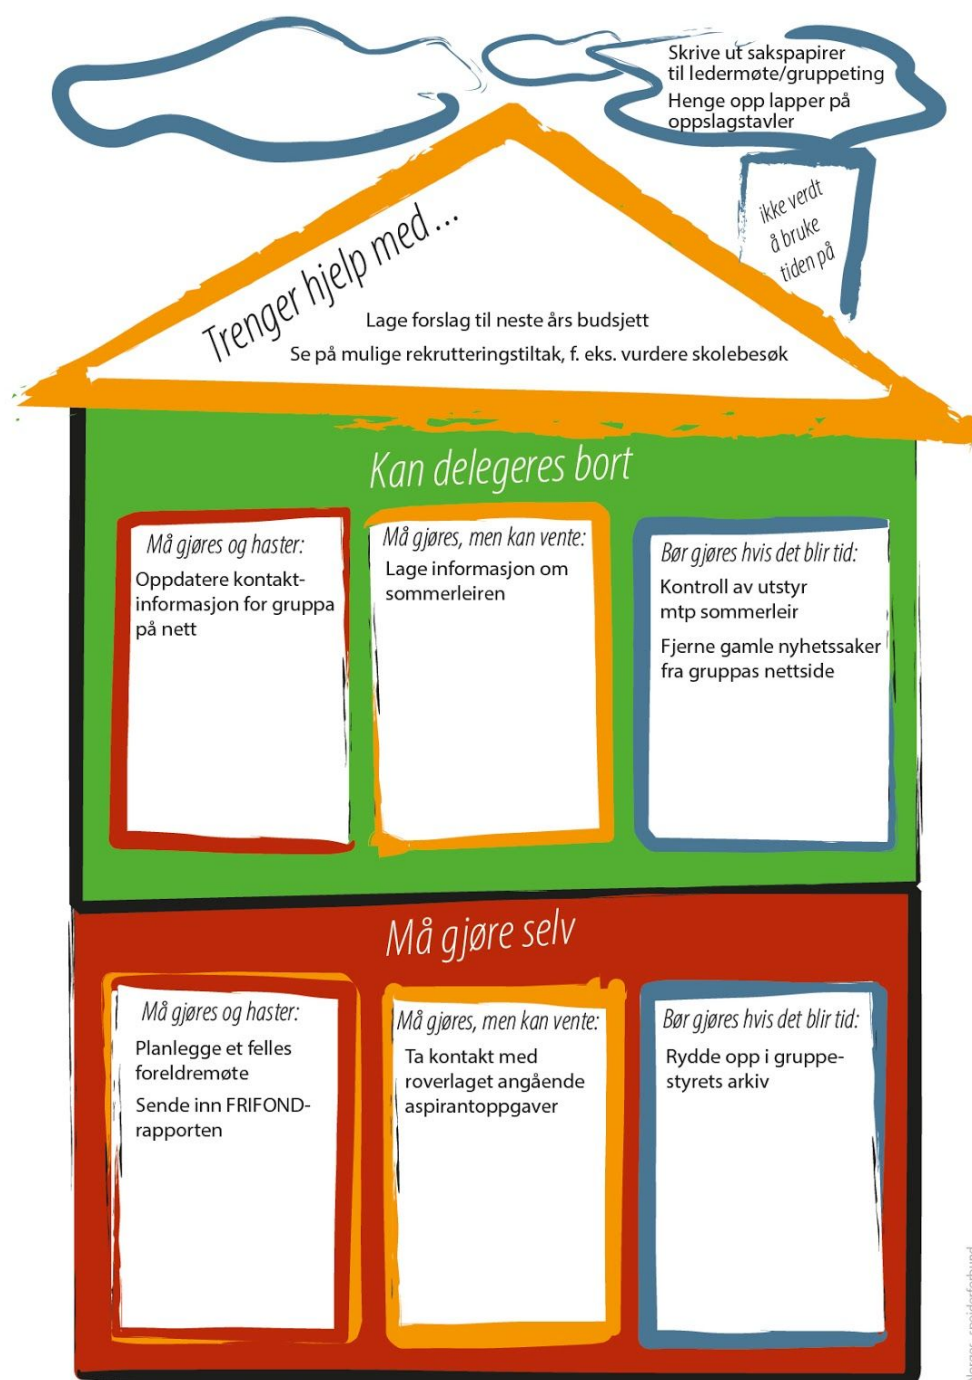 Skrive ut sakspapirer
til ledermøte/gruppeting
Henge opp lapper på
oppslagstavler
ikke verdt
å bruke
tiden på
Trenger hjelp med ...
Lage forslag til neste års budsjett
Se på mulige rekrutteringstiltak, f. eks. vurdere skolebesøk
Kan delegeres bort
Må gjøres og haster:
Oppdatere kontakt-
informasjon for gruppa
på nett
Må gjøres, men kan vente:
Lage informasjon om
sommerleiren
Bør gjøres hvis det blir tid:
Kontroll av utstyr
mtp sommerleir
Fjerne gamle nyhetssaker
fra gruppas nettside
Må gjøre selv
Må gjøres og haster:
Planlegge et felles
foreldremøte
Sende inn FRIFOND-
rapporten
Må gjøres, men kan vente:
Ta kontakt med
roverlaget angående
aspirantoppgaver
Bør gjøres hvis det blir tid:
Rydde opp i gruppe-
styrets arkiv
speiderforbund